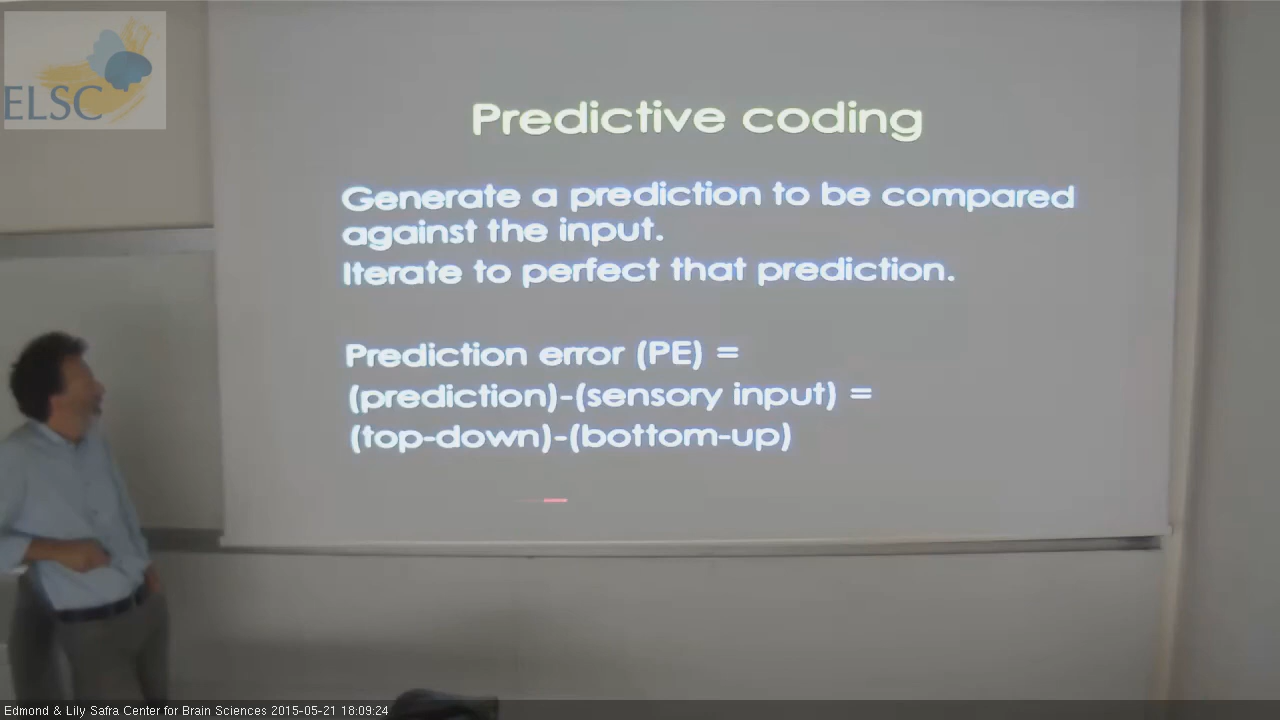 ELSC
Predictive coding
Generate a prediction to be compared
against the input.
Iterate to perfect that prediction.
Prediction error (PE) =
(prediction)-(sensory input) =
(top-down)-(bottom-up)
Edmond & Lily Safra Center for Brain Sciences 2015-05-21 18:09:24